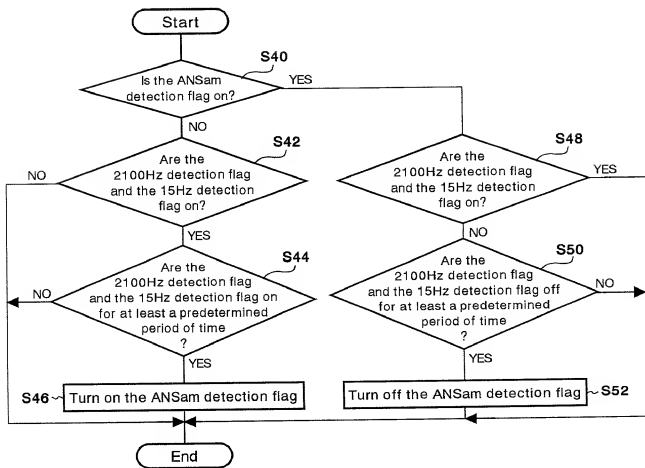 Start
S40
Is the ANSam
detection flag on?
YES
NO
S42
Are the
2100Hz detection flag
and the 15Hz detection
flag on?
NO
YES
S48
Are the
2100Hz detection flag
and the 15Hz detection
flag on?
YES
NO
S44
Are the
2100Hz detection flag
and the 15Hz detection flag on
for at least a predetermined
period of time
?
NO
YES
S50
Are the
2100Hz detection flag
and the 15Hz detection flag off
for at least a predetermined
period of time
?
NO
YES
S46
Turn on the ANSam detection flag
Turn off the ANSam detection flag
S52
End